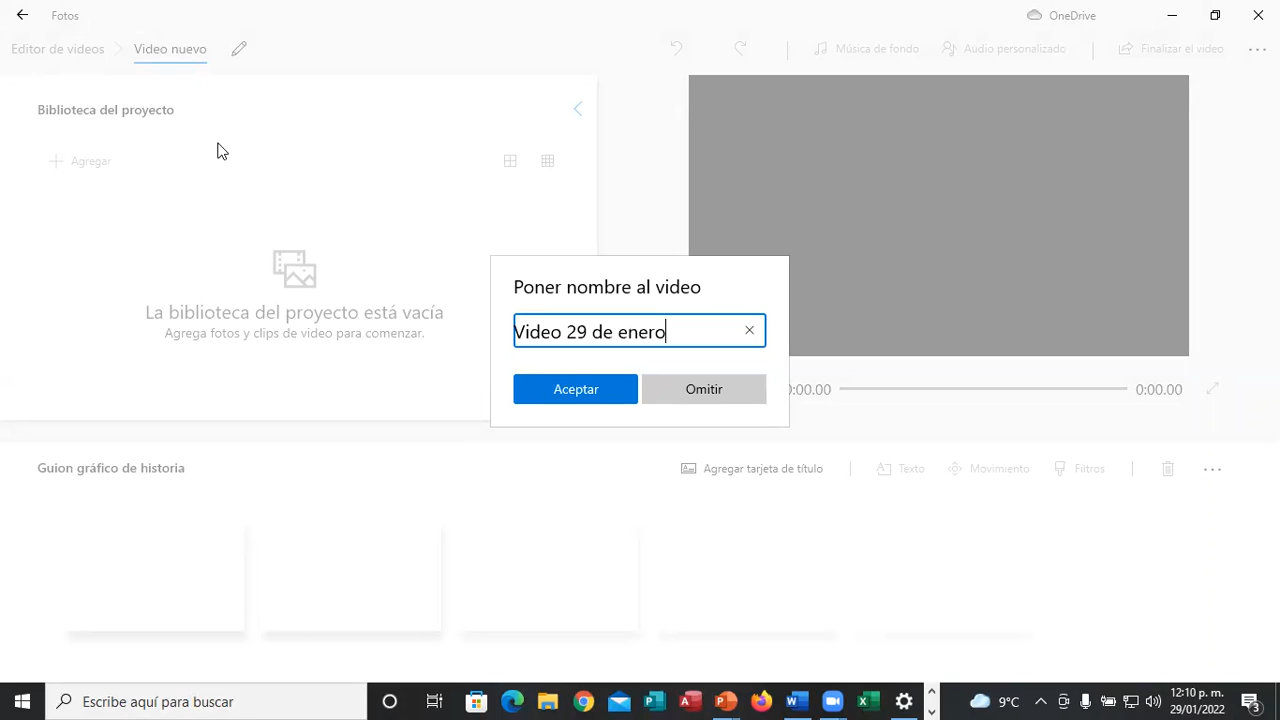 Fotos
OneDrive
Editor de videos
Video nuevo
Música de fondo
Audio personalizado
Finalizar el video
Biblioteca del proyecto
Agregar
La biblioteca del proyecto está vacía
Agrega fotos y clips de video para comenzar.
Poner nombre al video
Video 29 de enero
Aceptar
Omitir
0:00.00
0:00.00
Guion gráfico de historia
Agregar tarjeta de título
Texto
Movimiento
Filtros
Escribe aquí para buscar
9°C
12:10 p. m.
29/01/2022
3